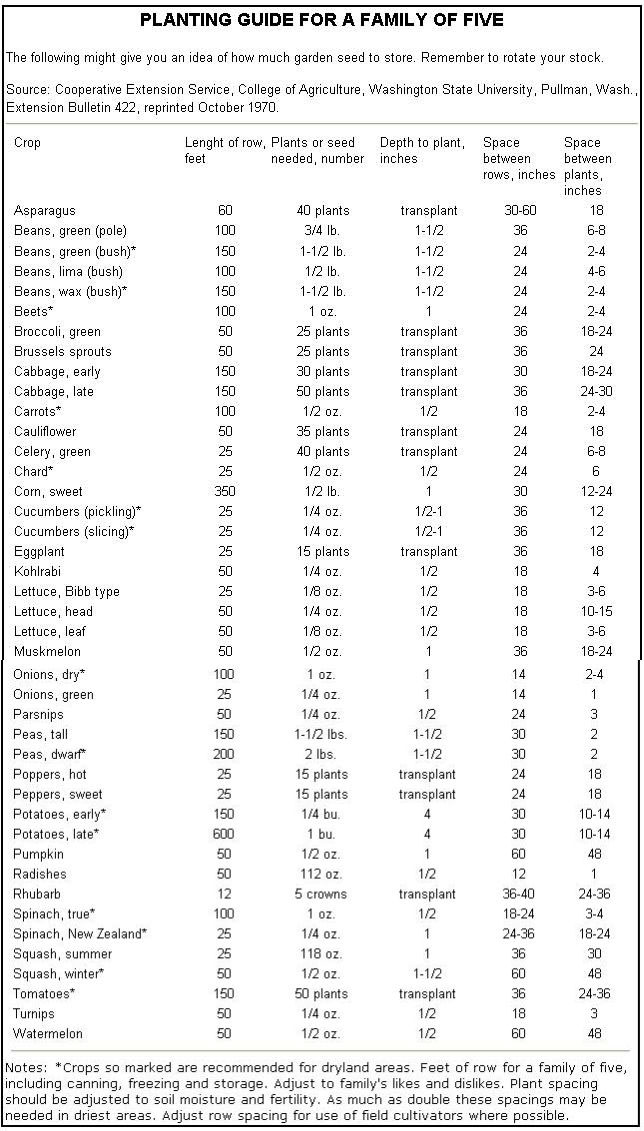 PLANTING GUIDE FOR A FAMILY OF FIVE
The following might give you an idea of how much garden seed to store. Remember to rotate your stock.
Source: Cooperative Extension Service, College of Agriculture, Washington State University, Pullman, Wash.,
Extension Bulletin 422, reprinted October 1970.
Crop Lenght of row, feet Plants or seed needed, number Depth to plant, inches Space between rows, inches Space between plants, inches
Asparagus 60 40 plants transplant 30-60 18
Beans, green (pole) 100 3/4 lb. 1-1/2 36 6-8
Beans, green (bush)* 150 1-1/2 lb. 1-1/2 24 2-4
Beans, lima (bush) 100 1/2 lb. 1-1/2 24 4-6
Beans, wax (bush)* 150 1-1/2 lb. 1-1/2 24 2-4
Beets* 100 1 oz. 1 24 2-4
Broccoli, green 50 25 plants transplant 36 18-24
Brussels sprouts 50 25 plants transplant 36 24
Cabbage, early 150 30 plants transplant 30 18-24
Cabbage, late 150 50 plants transplant 36 24-30
Carrots* 100 1/2 oz. 1/2 18 2-4
Cauliflower 50 35 plants transplant 24 18
Celery, green 25 40 plants transplant 24 6-8
Chard* 25 1/2 oz. 1/2 24 6
Corn, sweet 350 1/2 lb. 1 30 12-24
Cucumbers (pickling)* 25 1/4 oz. 1/2-1 36 12
Cucumbers (slicing)* 25 1/4 oz. 1/2-1 36 12
Eggplant 25 15 plants transplant 36 18
Kohlrabi 50 1/4 oz. 1/2 18 4
Lettuce, Bibb type 25 1/8 oz. 1/2 18 3-6
Lettuce, head 50 1/4 oz. 1/2 18 10-15
Lettuce, leaf 50 1/8 oz. 1/2 18 3-6
Muskmelon 50 1/2 oz. 1 36 18-24
Onions, dry* 100 1 oz. 1 14 2-4
Onions, green 25 1/4 oz. 1 14 1
Parsnips 50 1/4 oz. 1/2 24 3
Peas, tall 150 1-1/2 lbs. 1-1/2 30 2
Peas, dwarf* 200 2 lbs. 1-1/2 30 2
Poppers, hot 25 15 plants transplant 24 18
Peppers, sweet 25 15 plants transplant 24 18
Potatoes, early* 150 1/4 bu. 4 30 10-14
Potatoes, late* 600 1 bu. 4 30 10-14
Pumpkin 50 1/2 oz. 1 60 48
Radishes 50 112 oz. 1/2 12 1
Rhubarb 12 5 crowns transplant 36-40 24-36
Spinach, true* 100 1 oz. 1/2 18-24 3-4
Spinach, New Zealand* 25 1/4 oz. 1 24-36 18-24
Squash, summer 25 118 oz. 1 36 30
Squash, winter* 50 1/2 oz. 1-1/2 60 48
Tomatoes* 150 50 plants transplant 36 24-36
Turnips 50 1/4 oz. 1/2 18 3
Watermelon 50 1/2 oz. 1/2 60 48
Notes: *Crops so marked are recommended for dryland areas. Feet of row for a family of five,
including canning, freezing and storage. Adjust to family's likes and dislikes. Plant spacing
should be adjusted to soil moisture and fertility. As much as double these spacings may be
needed in driest areas. Adjust row spacing for use of field cultivators where possible.